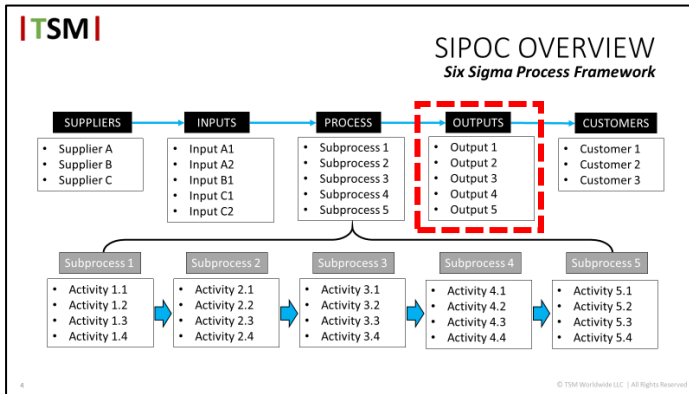 |TSM|
SIPOC OVERVIEW
Six Sigma Process Framework
SUPPLIERS
• Supplier A
• Supplier B
• Supplier C
INPUTS
• Input A1
• Input A2
• Input B1
• Input C1
• Input C2
PROCESS
• Subprocess 1
• Subprocess 2
• Subprocess 3
• Subprocess 4
• Subprocess 5
OUTPUTS
• Output 1
• Output 2
• Output 3
• Output 4
• Output 5
CUSTOMERS
• Customer 1
• Customer 2
• Customer 3
Subprocess 1
• Activity 1.1
• Activity 1.2
• Activity 1.3
• Activity 1.4
Subprocess 2
• Activity 2.1
• Activity 2.2
• Activity 2.3
• Activity 2.4
Subprocess 3
• Activity 3.1
• Activity 3.2
• Activity 3.3
• Activity 3.4
Subprocess 4
• Activity 4.1
• Activity 4.2
• Activity 4.3
• Activity 4.4
Subprocess 5
• Activity 5.1
• Activity 5.2
• Activity 5.3
• Activity 5.4
4
© TSM Worldwide LLC | All Rights Reserved